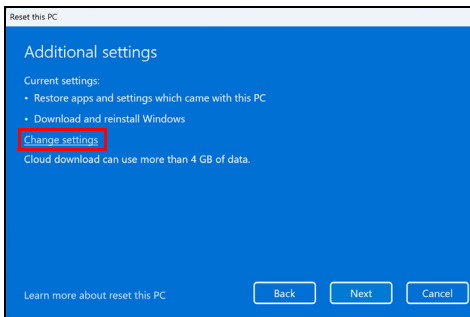 Reset this PC
Additional settings
Current settings:
• Restore apps and settings which came with this PC
• Download and reinstall Windows
Change settings
Cloud download can use more than 4 GB of data.
Learn more about reset this PC
Back
Next
Cancel